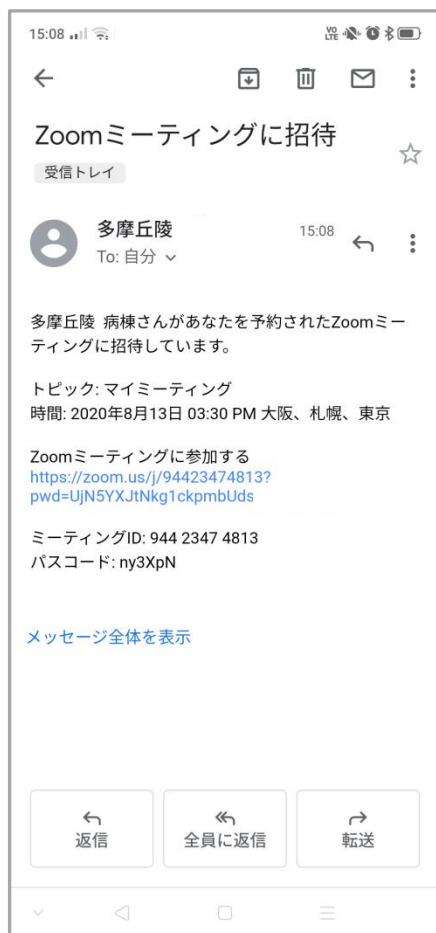 15:08
VO LTE
Zoomミーティングに招待
受信トレイ
多摩丘陵
15:08
To: 自分
多摩丘陵 病棟さんがあなたを予約されたZoomミー
ティングに招待しています。
トピック: マイミーティング
時間: 2020年8月13日 03:30 PM 大阪、札幌、東京
Zoomミーティングに参加する
https://zoom.us/j/94423474813?
pwd=UjN5YXJtNkg1ckpmbUds
ミーティングID: 944 2347 4813
パスコード: ny3XpN
メッセージ全体を表示
返信
全員に返信
転送